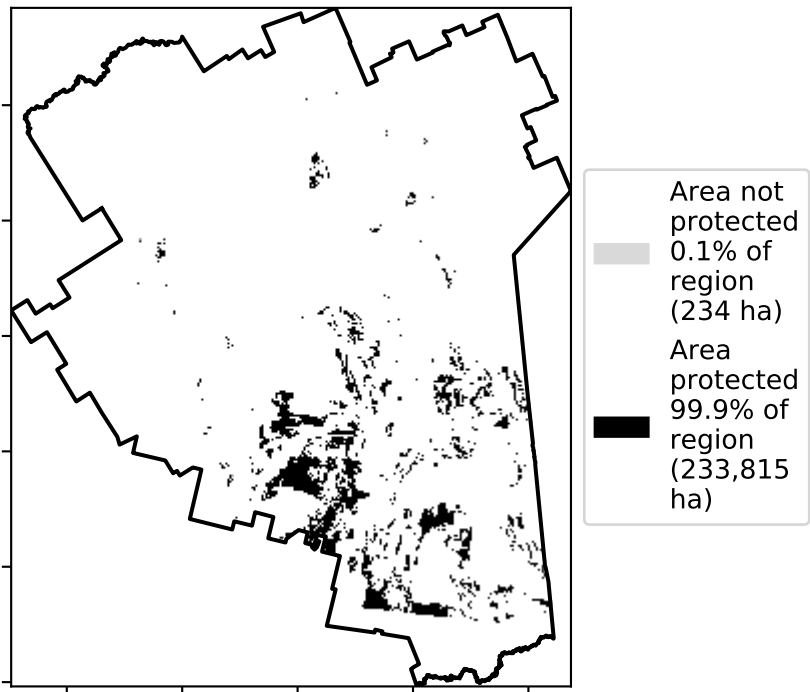 Area not
protected
0.1% of
region
(234 ha)
Area
protected
99.9% of
region
(233,815
ha)